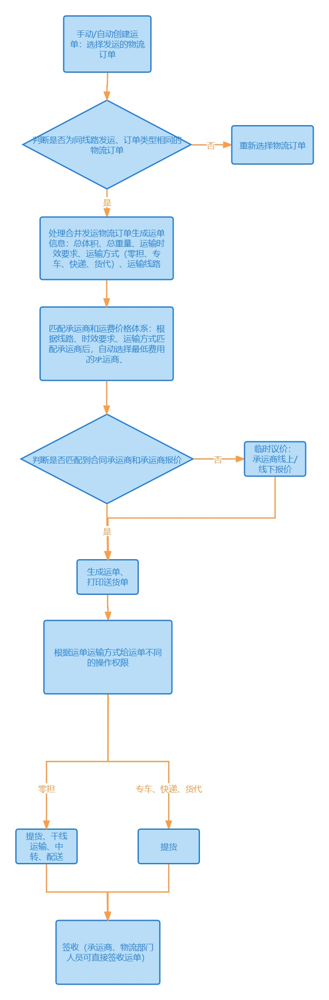 手动/自动创建运
单：选择发运的物流
订单
判断是否为同线路发运、订单类型相同的
物流订单
否
重新选择物流订单
是
处理合并发运物流订单生成运单
信息：总体积、总重量、运输时
效要求、运输方式（零担、专
车、快递、货代）、运输线路
匹配承运商和运费价格体系：根
据线路、时效要求、运输方式匹
配承运商后，自动选择最低费用
的承运商。
判断是否匹配到合同承运商和承运商报价
否
临时议价：
承运商线上/
线下报价
是
生成运单、
打印送货单
根据运单运输方式给运单不同
的操作权限
零担
专车、快递、货代
提货、干线
运输、中
转、配送
提货
签收（承运商、物流部门
人员可直接签收运单）